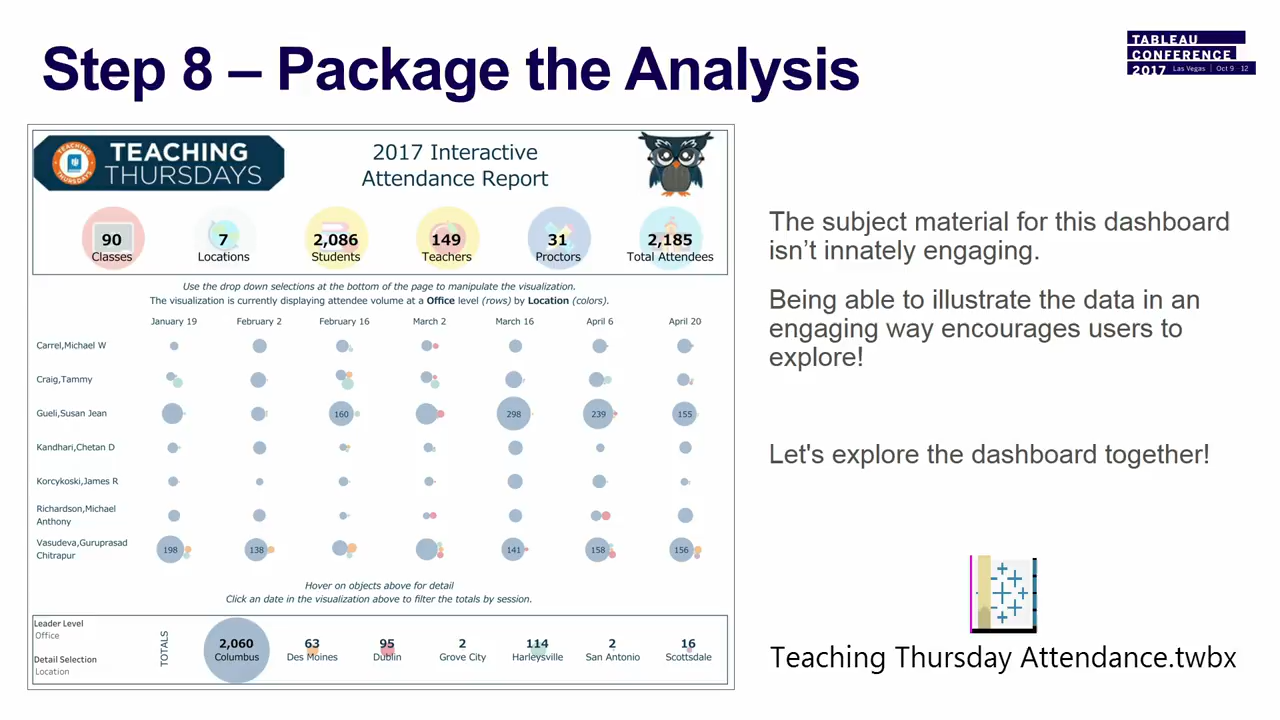 Step 8 – Package the Analysis
TABLEAU
CONFERENCE
2017 Las Vegas | Oct 9 - 12
TEACHING
THURSDAYS
TEACHING
THURSDAYS
2017 Interactive
Attendance Report
90
Classes
7
Locations
2,086
Students
149
Teachers
31
Proctors
2,185
Total Attendees
Use the drop down selections at the bottom of the page to manipulate the visualization.
The visualization is currently displaying attendee volume at a Office level (rows) by Location (colors).
January 19 February 2 February 16 March 2 March 16 April 6 April 20
Carrel,Michael W
Craig,Tammy
Gueli,Susan Jean 160 298 239 155
Kandhari,Chetan D
Korcykoski,James R
Richardson,Michael
Anthony
Vasudeva,Guruprasad
Chitrapur
198 138 141 158 156
Hover on objects above for detail
Click an date in the visualization above to filter the totals by session.
Leader Level
Office
Detail Selection
Location
TOTALS
2,060
Columbus
63
Des Moines
95
Dublin
2
Grove City
114
Harleysville
2
San Antonio
16
Scottsdale
The subject material for this dashboard
isn’t innately engaging.
Being able to illustrate the data in an
engaging way encourages users to
explore!
Let's explore the dashboard together!
Teaching Thursday Attendance.twbx